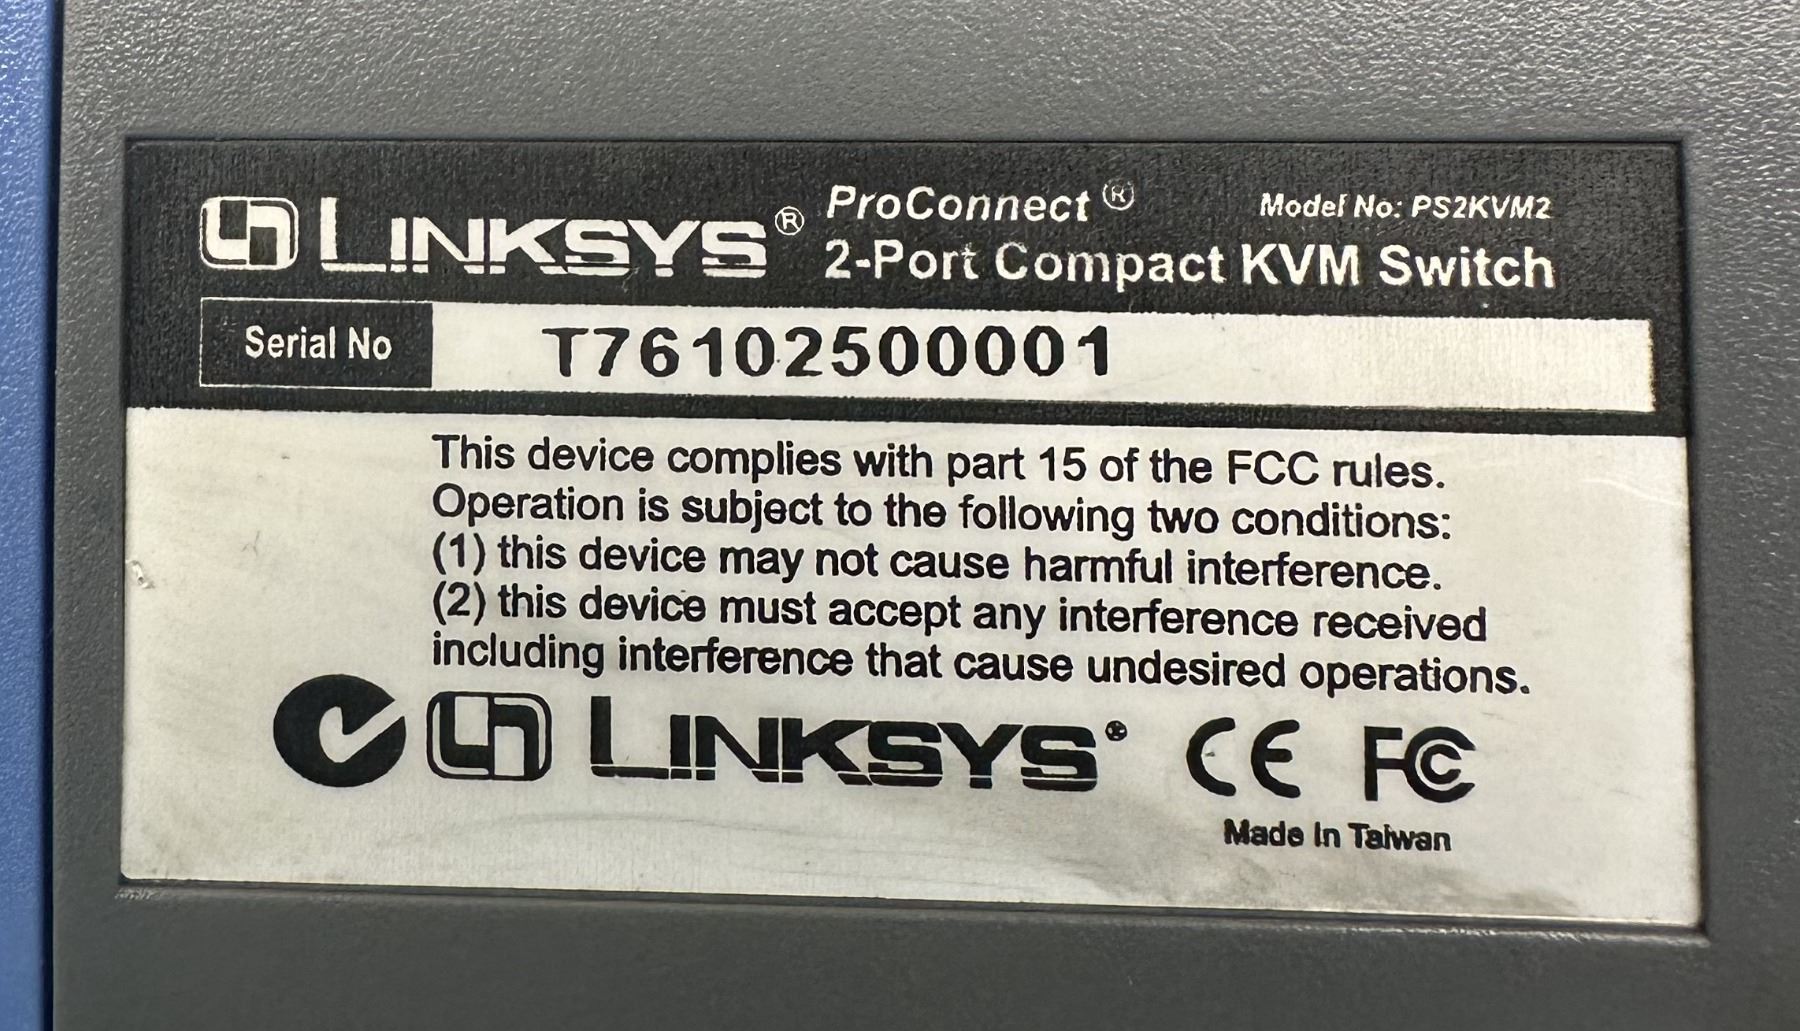 LINKSYS® ProConnect® Model No: PS2KVM2
2-Port Compact KVM Switch
Serial No T76102500001
This device complies with part 15 of the FCC rules.
Operation is subject to the following two conditions:
(1) this device may not cause harmful interference.
(2) this device must accept any interference received
including interference that cause undesired operations.
LINKSYS® CE FC
Made In Taiwan